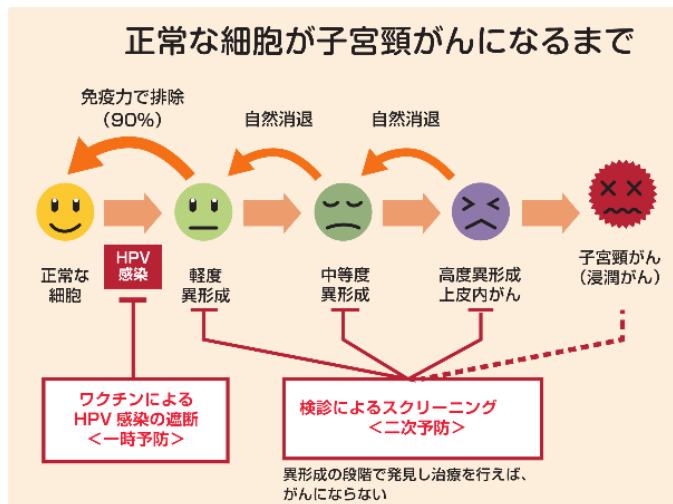 正常な細胞が子宮頸がんになるまで
免疫力で排除
（90%）
自然消退
自然消退
正常な
細胞
HPV
感染
軽度
異形成
中等度
異形成
高度異形成
上皮内がん
子宮頸がん
（浸潤がん）
ワクチンによる
HPV 感染の遮断
＜一時予防＞
検診によるスクリーニング
＜二次予防＞
異形成の段階で発見し治療を行えば、
がんにならない